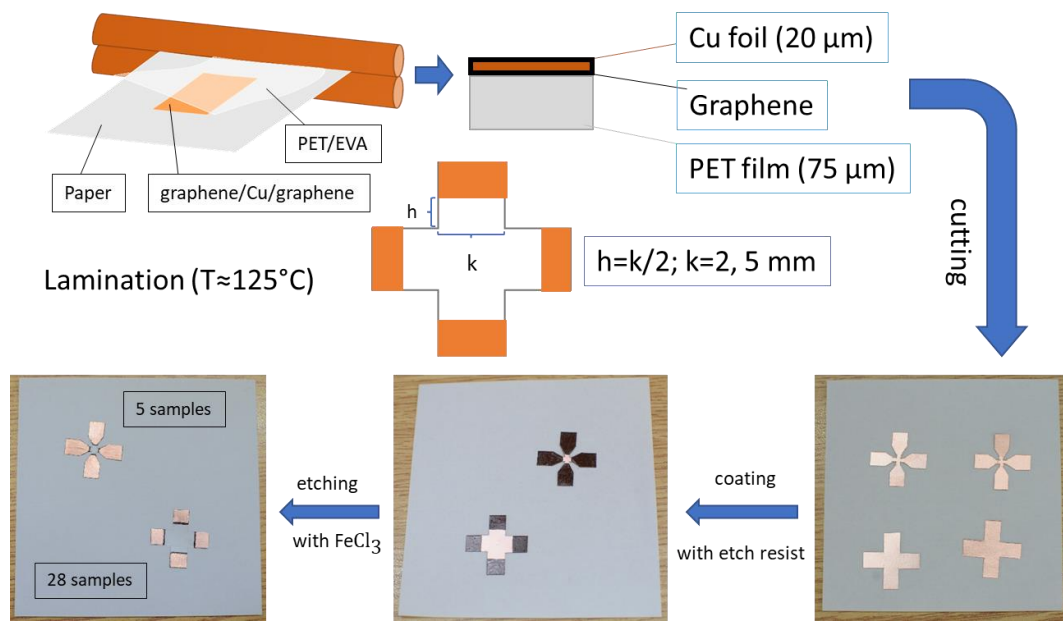 Cu foil (20 µm)
Graphene
PET film (75 µm)
PET/EVA
Paper
graphene/Cu/graphene
h
k
h=k/2; k=2, 5 mm
Lamination (T≈125°C)
cutting
5 samples
28 samples
etching
with FeCl₃
coating
with etch resist